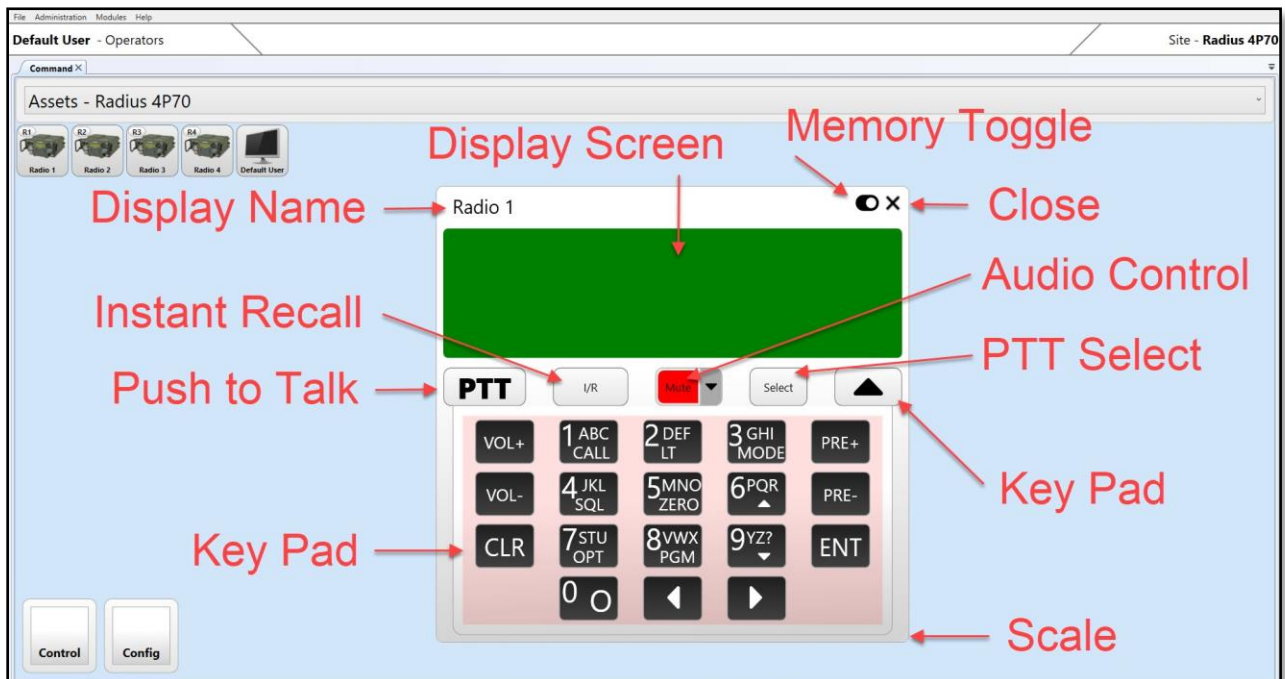 File Administration Modules Help
Default User - Operators
Site - Radius 4P70
Command ×
Assets - Radius 4P70
R1 R2 R3 R4
Radio 1 Radio 2 Radio 3 Radio 4 Default User
Display Screen
Memory Toggle
Display Name
Radio 1
Close
Instant Recall
Audio Control
Push to Talk
PTT Select
PTT I/R Mute Select
VOL+ 1 ABC CALL 2 DEF LT 3 GHI MODE PRE+
VOL- 4 JKL SQL 5 MNO ZERO 6 PQR PRE-
Key Pad
Key Pad
CLR 7 STU OPT 8 VWX PGM 9 YZ? ENT
0 O
Scale
Control Config